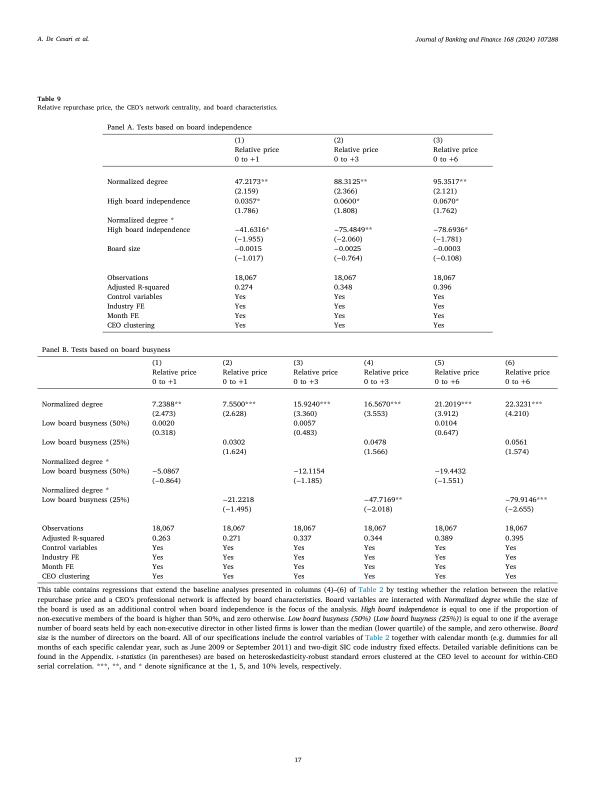 A. De Cesari et al.
Journal of Banking and Finance 168 (2024) 107288
Table 9
Relative repurchase price, the CEO's network centrality, and board characteristics.
Panel A. Tests based on board independence
(1) (2) (3)
Relative price Relative price Relative price
0 to +1 0 to +3 0 to +6
Normalized degree 47.2173** 88.3125** 95.3517**
(2.159) (2.366) (2.121)
High board independence 0.0357* 0.0600* 0.0670*
(1.786) (1.808) (1.762)
Normalized degree *
High board independence −41.6316* −75.4849** −78.6936*
(−1.955) (−2.060) (−1.781)
Board size −0.0015 −0.0025 −0.0003
(−1.017) (−0.764) (−0.108)
Observations 18,067 18,067 18,067
Adjusted R-squared 0.274 0.348 0.396
Control variables Yes Yes Yes
Industry FE Yes Yes Yes
Month FE Yes Yes Yes
CEO clustering Yes Yes Yes
Panel B. Tests based on board busyness
(1) (2) (3) (4) (5) (6)
Relative price Relative price Relative price Relative price Relative price Relative price
0 to +1 0 to +1 0 to +3 0 to +3 0 to +6 0 to +6
Normalized degree 7.2388** 7.5500*** 15.9240*** 16.5670*** 21.2019*** 22.3231***
(2.473) (2.628) (3.360) (3.553) (3.912) (4.210)
Low board busyness (50%) 0.0020 0.0057 0.0104
(0.318) (0.483) (0.647)
Low board busyness (25%) 0.0302 0.0478 0.0561
(1.624) (1.566) (1.574)
Normalized degree *
Low board busyness (50%) −5.0867 −12.1154 −19.4432
(−0.864) (−1.185) (−1.551)
Normalized degree *
Low board busyness (25%) −21.2218 −47.7169** −79.9146***
(−1.495) (−2.018) (−2.655)
Observations 18,067 18,067 18,067 18,067 18,067 18,067
Adjusted R-squared 0.263 0.271 0.337 0.344 0.389 0.395
Control variables Yes Yes Yes Yes Yes Yes
Industry FE Yes Yes Yes Yes Yes Yes
Month FE Yes Yes Yes Yes Yes Yes
CEO clustering Yes Yes Yes Yes Yes Yes
This table contains regressions that extend the baseline analyses presented in columns (4)–(6) of Table 2 by testing whether the relation between the relative
repurchase price and a CEO's professional network is affected by board characteristics. Board variables are interacted with Normalized degree while the size of
the board is used as an additional control when board independence is the focus of the analysis. High board independence is equal to one if the proportion of
non-executive members of the board is higher than 50%, and zero otherwise. Low board busyness (50%) (Low board busyness (25%)) is equal to one if the average
number of board seats held by each non-executive director in other listed firms is lower than the median (lower quartile) of the sample, and zero otherwise. Board
size is the number of directors on the board. All of our specifications include the control variables of Table 2 together with calendar month (e.g. dummies for all
months of each specific calendar year, such as June 2009 or September 2011) and two-digit SIC code industry fixed effects. Detailed variable definitions can be
found in the Appendix. t-statistics (in parentheses) are based on heteroskedasticity-robust standard errors clustered at the CEO level to account for within-CEO
serial correlation. ***, **, and * denote significance at the 1, 5, and 10% levels, respectively.
17